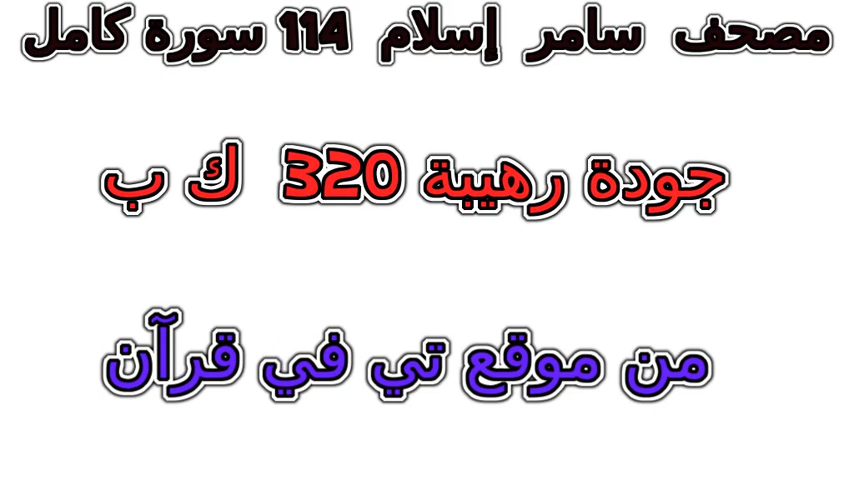 مصحف سامر إسلام 114 سورة كامل
جودة رهيبة 320 ك ب
من موقع تي في قرآن